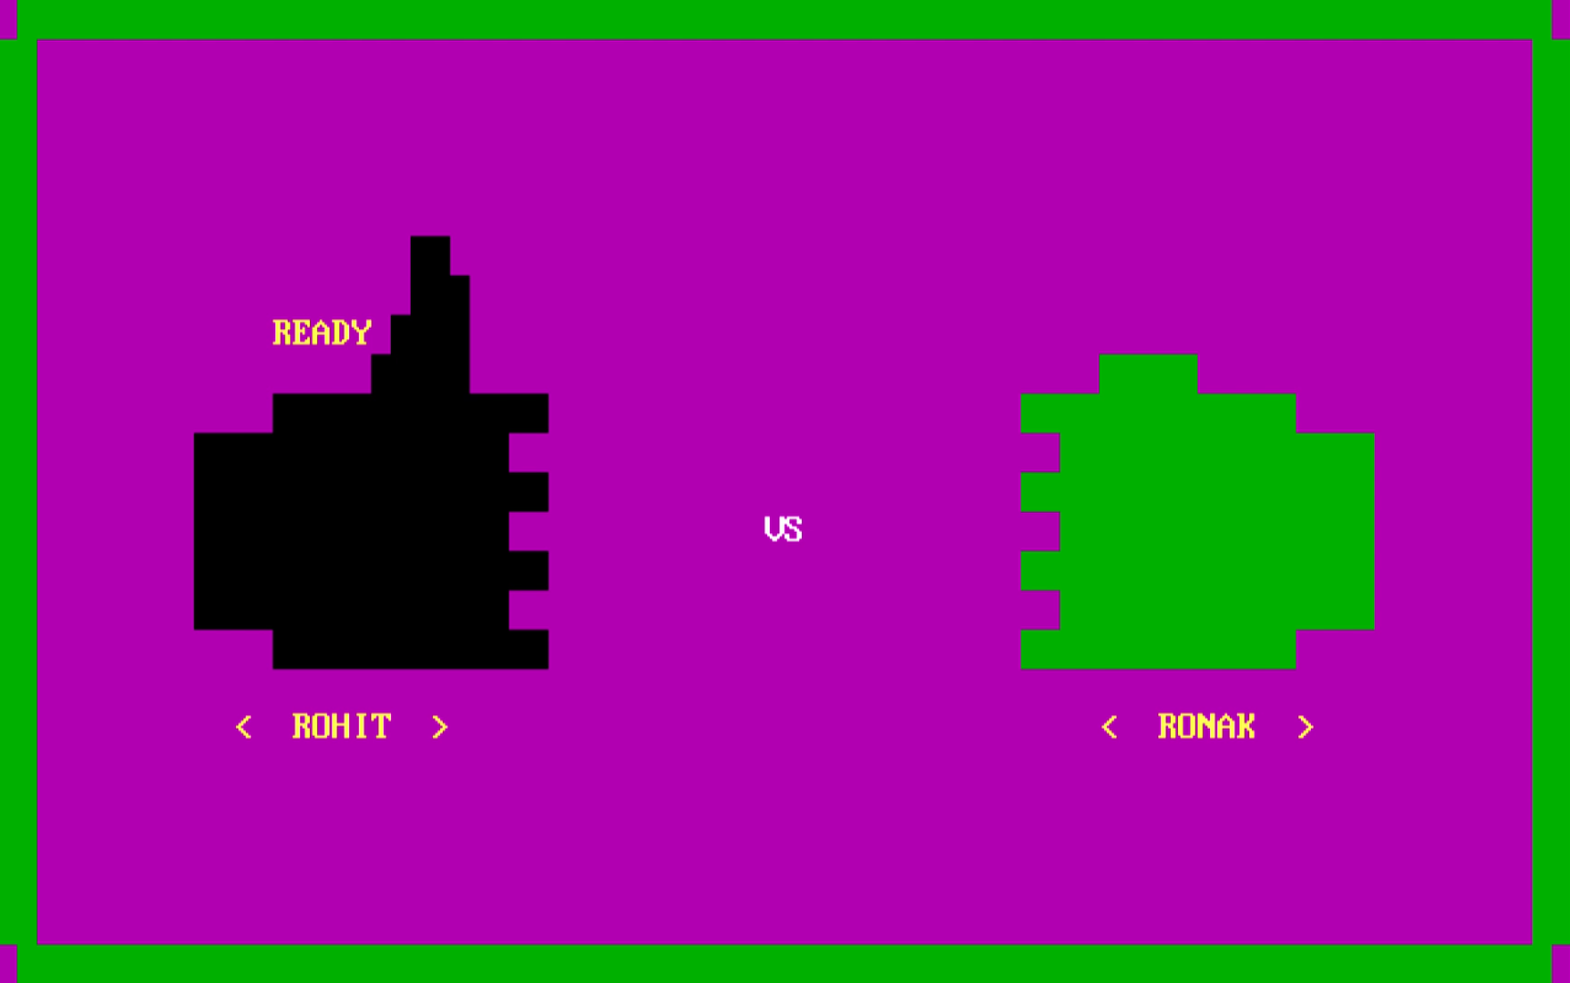 READY
VS
< ROHIT >
< RONAK >